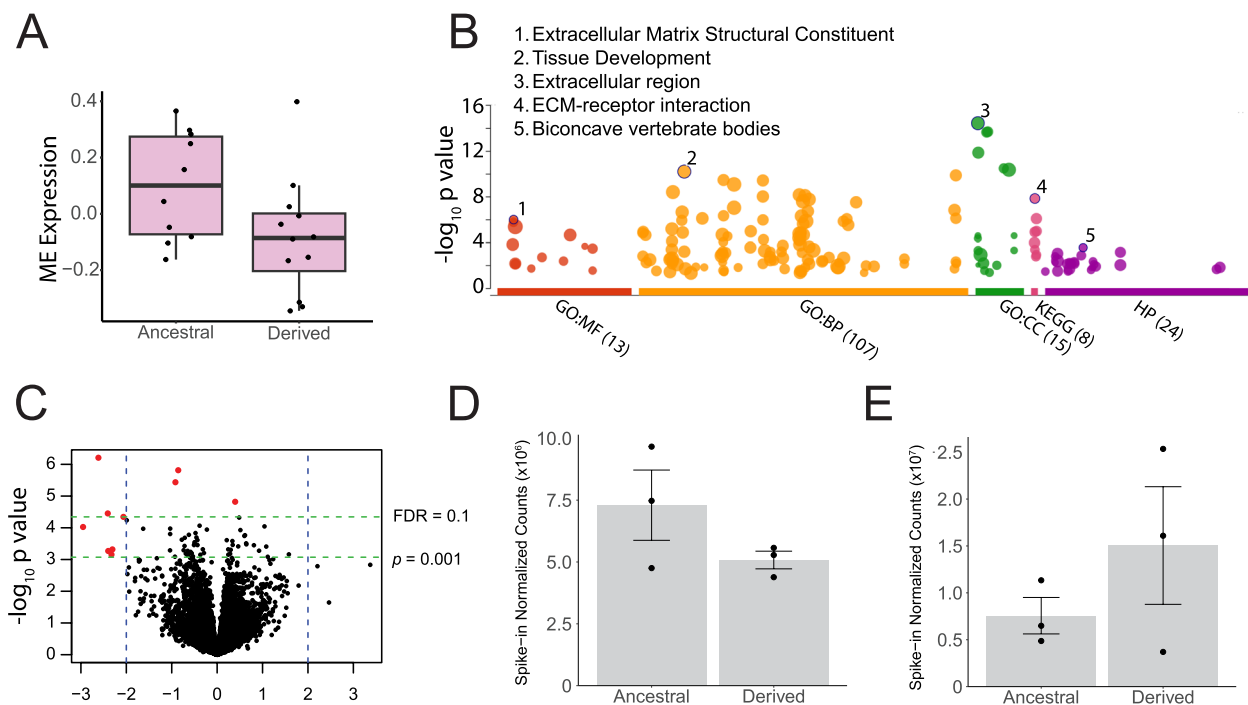 A
ME Expression
0.4
0.2
0.0
−0.2
Ancestral
Derived
B
1. Extracellular Matrix Structural Constituent
2. Tissue Development
3. Extracellular region
4. ECM-receptor interaction
5. Biconcave vertebrate bodies
-log10 p value
16
12
8
4
0
1
2
3
4
5
GO:MF (13)
GO:BP (107)
GO:CC (15)
KEGG (8)
HP (24)
C
-log10 p value
6
5
4
3
2
1
0
FDR = 0.1
p = 0.001
−3
−2
−1
0
1
2
3
D
Spike−in Normalized Counts (x10⁶)
10.0
7.5
5.0
2.5
0
Ancestral
Derived
E
Spike−in Normalized Counts (x10⁷)
2.5
2.0
1.5
1.0
0.5
0
Ancestral
Derived